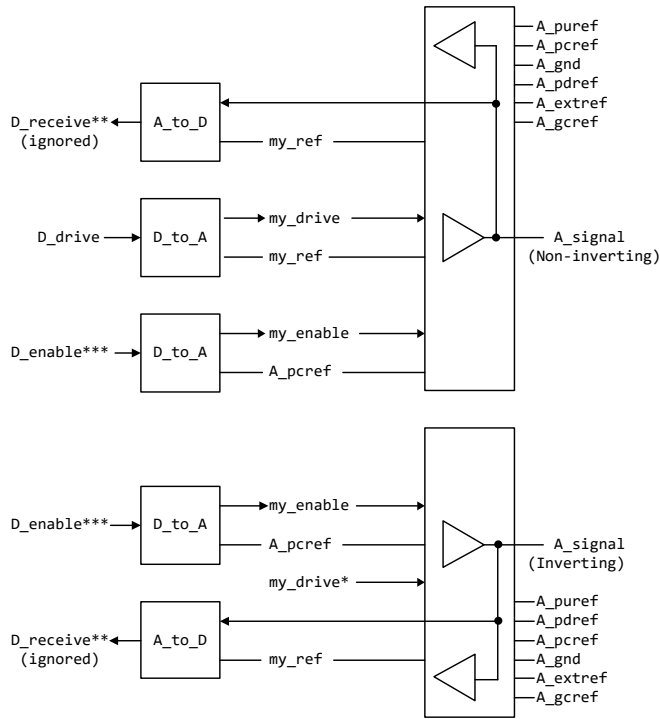 A_puref
A_pcref
A_gnd
A_pdref
A_extref
A_gcref
D_receive**
(ignored)
A_to_D
my_ref
D_drive
D_to_A
my_drive
my_ref
A_signal
(Non-inverting)
D_enable***
D_to_A
my_enable
A_pcref
D_enable***
D_to_A
my_enable
A_pcref
A_signal
(Inverting)
my_drive*
D_receive**
(ignored)
A_to_D
my_ref
A_puref
A_pdref
A_pcref
A_gnd
A_extref
A_gcref